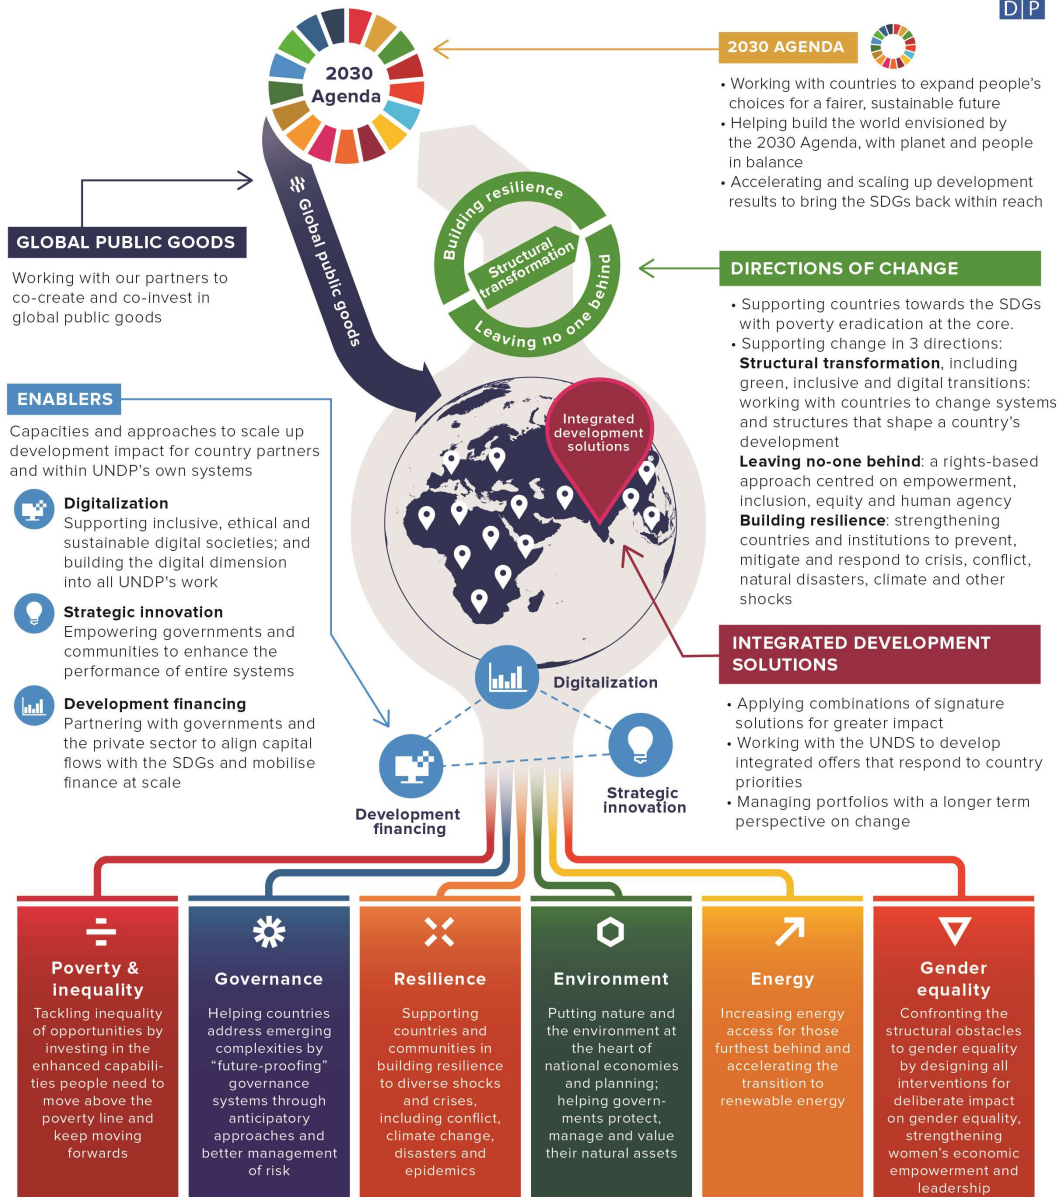 D P
2030
Agenda
2030 AGENDA
• Working with countries to expand people's
choices for a fairer, sustainable future
• Helping build the world envisioned by
the 2030 Agenda, with planet and people
in balance
• Accelerating and scaling up development
results to bring the SDGs back within reach
GLOBAL PUBLIC GOODS
Working with our partners to
co-create and co-invest in
global public goods
Global public goods
Building resilience
Structural
transformation
Leaving no one behind
DIRECTIONS OF CHANGE
• Supporting countries towards the SDGs
with poverty eradication at the core.
• Supporting change in 3 directions:
Structural transformation, including
green, inclusive and digital transitions:
working with countries to change systems
and structures that shape a country's
development
Leaving no-one behind: a rights-based
approach centred on empowerment,
inclusion, equity and human agency
Building resilience: strengthening
countries and institutions to prevent,
mitigate and respond to crisis, conflict,
natural disasters, climate and other
shocks
ENABLERS
Capacities and approaches to scale up
development impact for country partners
and within UNDP's own systems
Digitalization
Supporting inclusive, ethical and
sustainable digital societies; and
building the digital dimension
into all UNDP's work
Strategic innovation
Empowering governments and
communities to enhance the
performance of entire systems
Development financing
Partnering with governments and
the private sector to align capital
flows with the SDGs and mobilise
finance at scale
Integrated
development
solutions
INTEGRATED DEVELOPMENT
SOLUTIONS
• Applying combinations of signature
solutions for greater impact
• Working with the UNDS to develop
integrated offers that respond to country
priorities
• Managing portfolios with a longer term
perspective on change
Digitalization
Development
financing
Strategic
innovation
Poverty &
inequality
Tackling inequality
of opportunities by
investing in the
enhanced capabili-
ties people need to
move above the
poverty line and
keep moving
forwards
Governance
Helping countries
address emerging
complexities by
“future-proofing”
governance
systems through
anticipatory
approaches and
better management
of risk
Resilience
Supporting
countries and
communities in
building resilience
to diverse shocks
and crises,
including conflict,
climate change,
disasters and
epidemics
Environment
Putting nature and
the environment at
the heart of
national economies
and planning;
helping govern-
ments protect,
manage and value
their natural assets
Energy
Increasing energy
access for those
furthest behind and
accelerating the
transition to
renewable energy
Gender
equality
Confronting the
structural obstacles
to gender equality
by designing all
interventions for
deliberate impact
on gender equality,
strengthening
women's economic
empowerment and
leadership